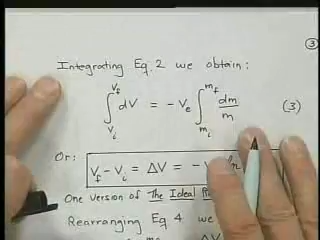 3
Integrating Eq. 2 we obtain:
∫_{V_i}^{V_f} dV = -V_e ∫_{m_i}^{m_f} dm/m (3)
Or:
V_f - V_i = ΔV = -V
One version of The Ideal
Rearranging Eq 4 we
ΔV